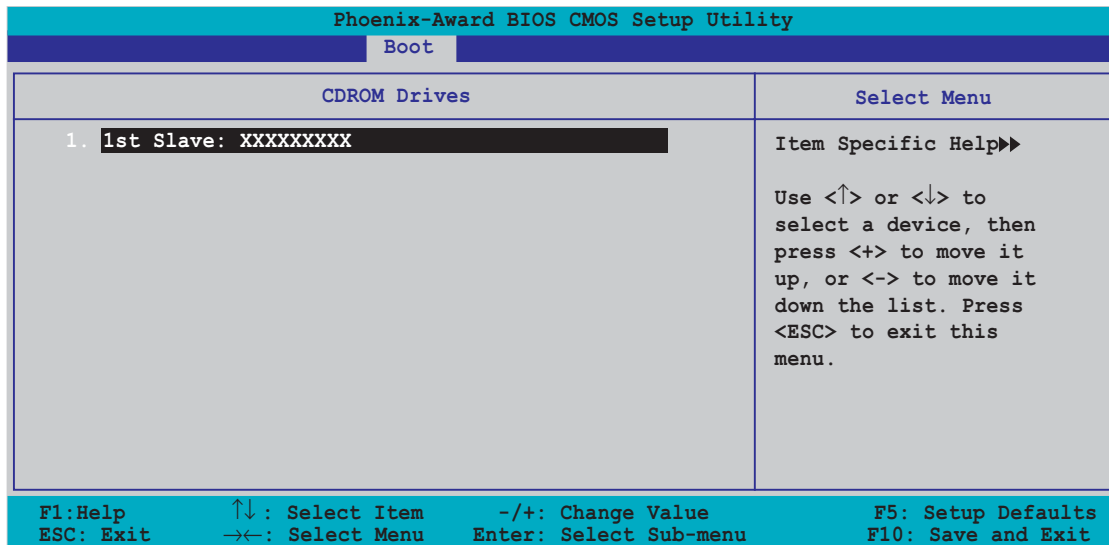 Phoenix-Award BIOS CMOS Setup Utility
Boot
CDROM Drives
Select Menu
1. 1st Slave: XXXXXXXXX
Item Specific Help▶▶
Use <↑> or <↓> to
select a device, then
press <+> to move it
up, or <-> to move it
down the list. Press
<ESC> to exit this
menu.
F1:Help ↑↓ : Select Item -/+: Change Value F5: Setup Defaults
ESC: Exit →←: Select Menu Enter: Select Sub-menu F10: Save and Exit